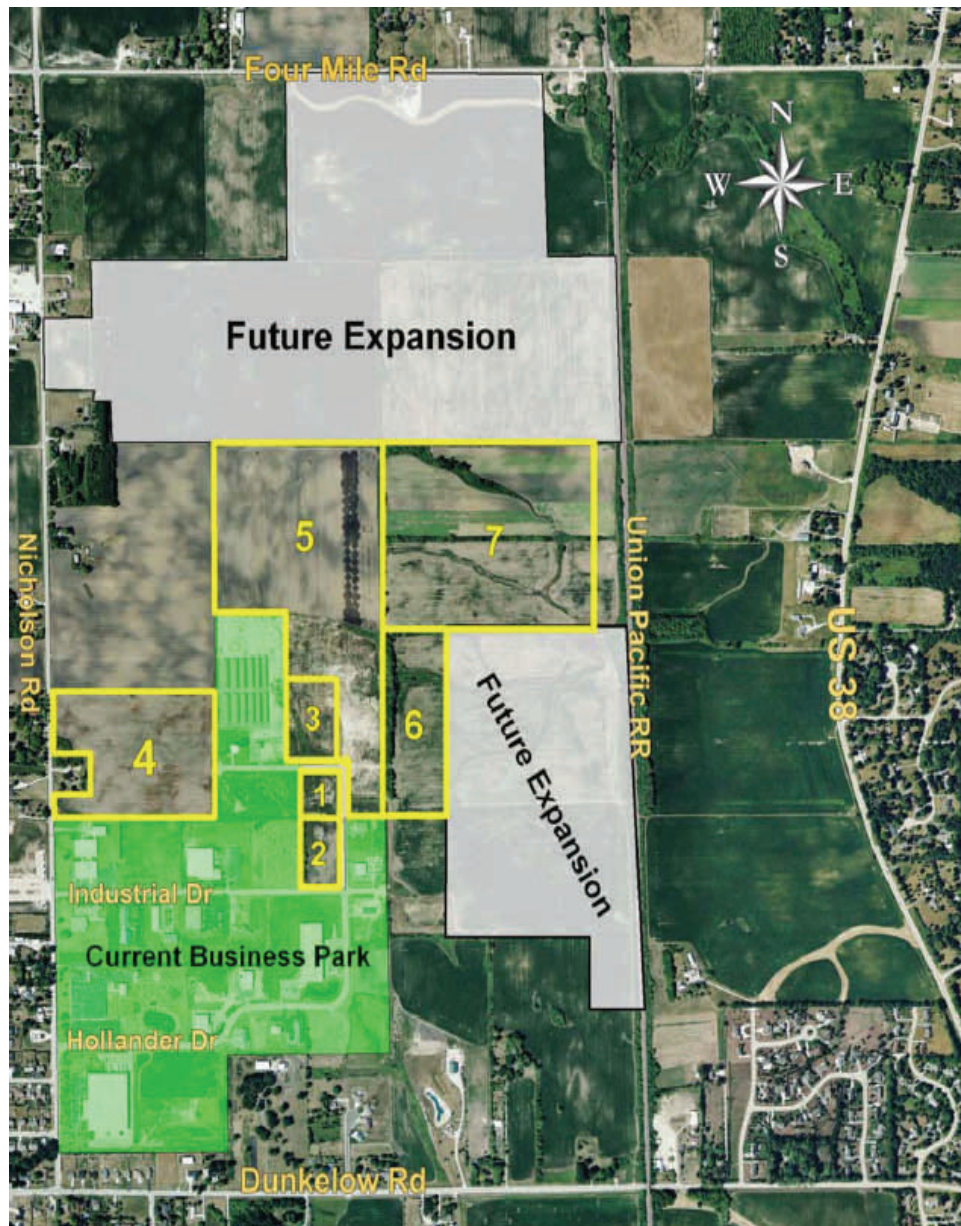 Four Mile Rd
N
W E
S
Future Expansion
5
7
Nicholson Rd
Union Pacific RR
US 38
4
3
6
Future Expansion
1
2
Industrial Dr
Current Business Park
Hollander Dr
Dunkelow Rd